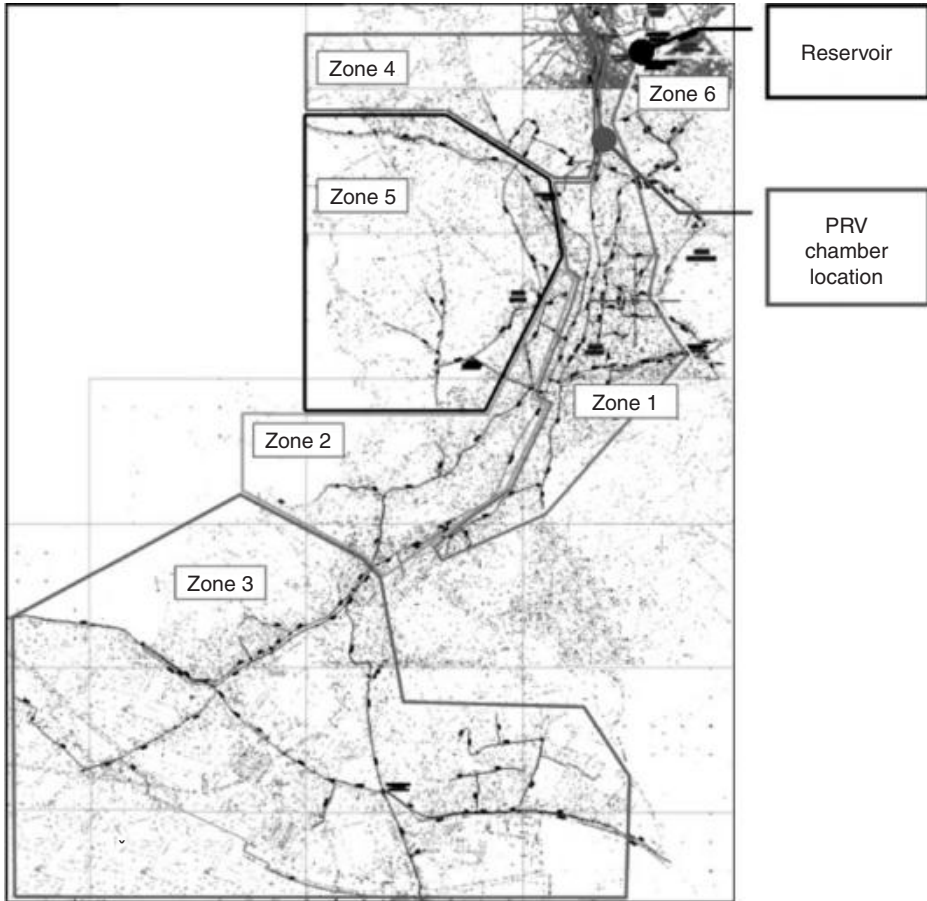 Zone 4
Zone 6
Reservoir
Zone 5
PRV
chamber
location
Zone 1
Zone 2
Zone 3